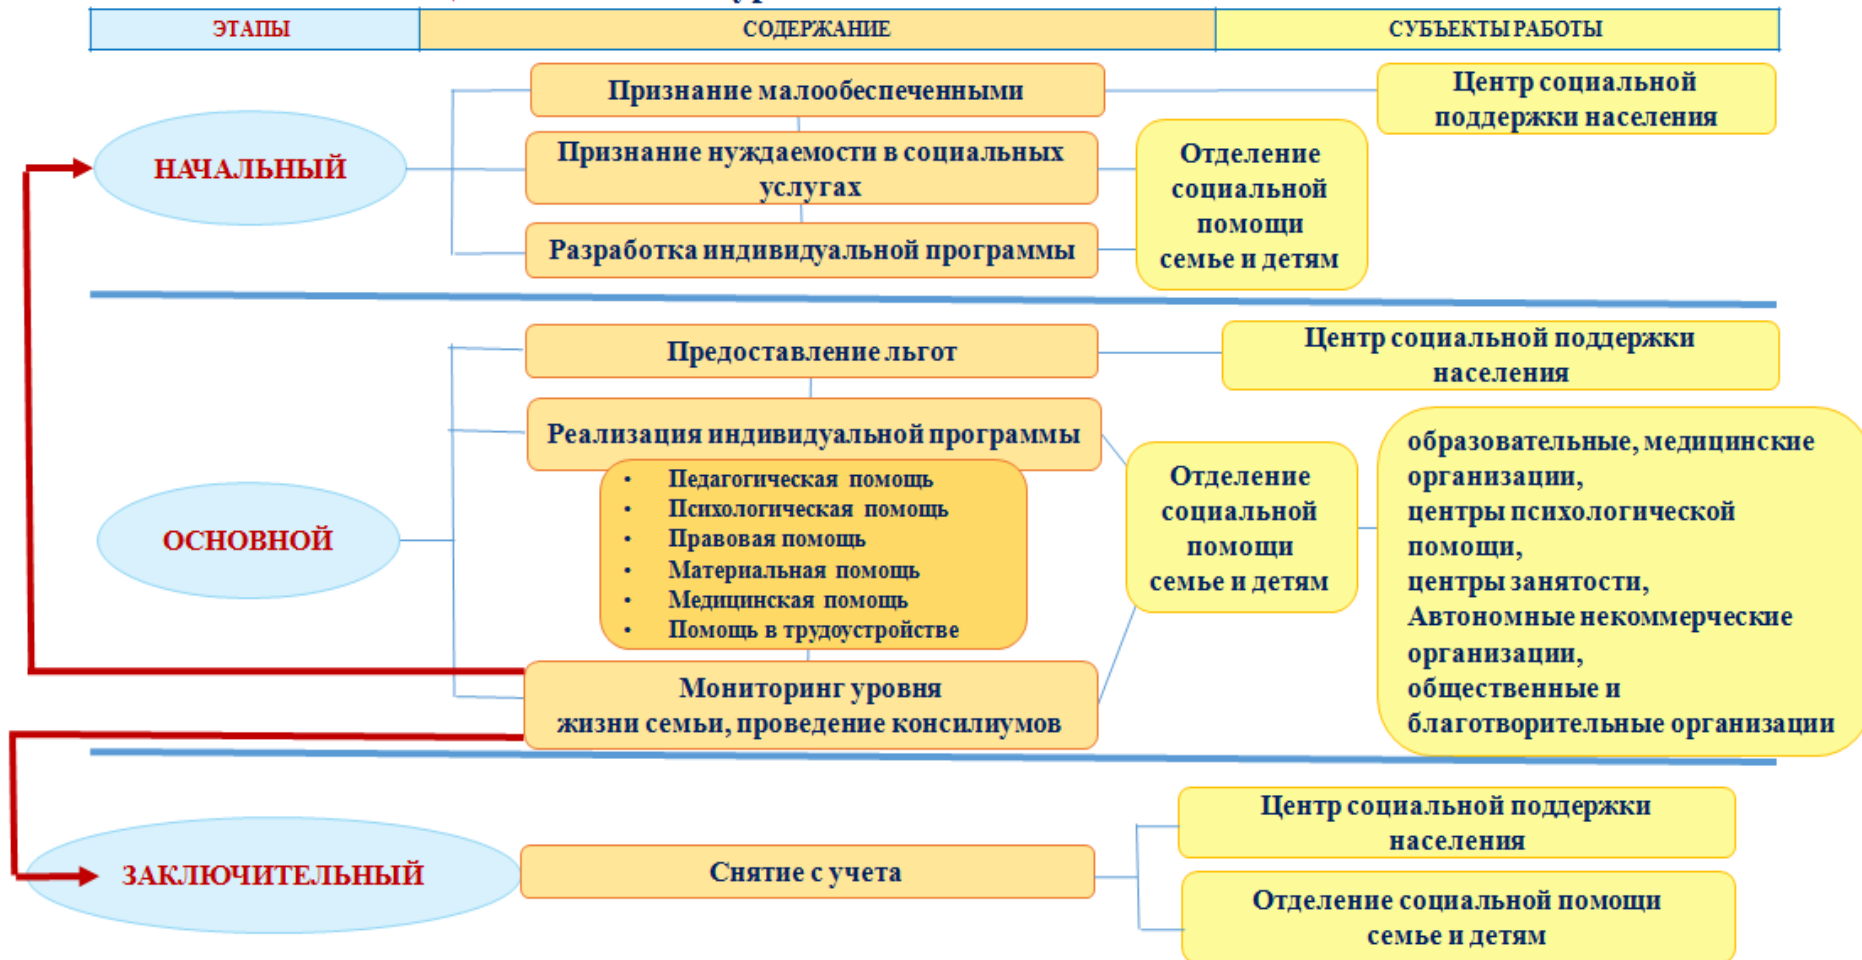 ЭТАПЫ
СОДЕРЖАНИЕ
СУБЪЕКТЫ РАБОТЫ
НАЧАЛЬНЫЙ
Признание малообеспеченными
Центр социальной
поддержки населения
Признание нуждаемости в социальных
услугах
Разработка индивидуальной программы
Отделение
социальной
помощи
семье и детям
ОСНОВНОЙ
Предоставление льгот
Центр социальной поддержки
населения
Реализация индивидуальной программы
• Педагогическая помощь
• Психологическая помощь
• Правовая помощь
• Материальная помощь
• Медицинская помощь
• Помощь в трудоустройстве
Мониторинг уровня
жизни семьи, проведение консилиумов
Отделение
социальной
помощи
семье и детям
образовательные, медицинские
организации,
центры психологической
помощи,
центры занятости,
Автономные некоммерческие
организации,
общественные и
благотворительные организации
ЗАКЛЮЧИТЕЛЬНЫЙ
Снятие с учета
Центр социальной поддержки
населения
Отделение социальной помощи
семье и детям